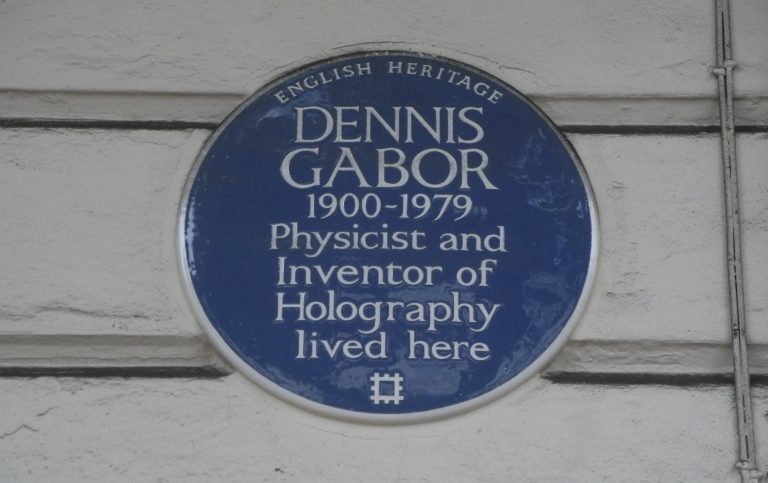 ENGLISH HERITAGE
DENNIS
GABOR
1900-1979
Physicist and
Inventor of
Holography
lived here